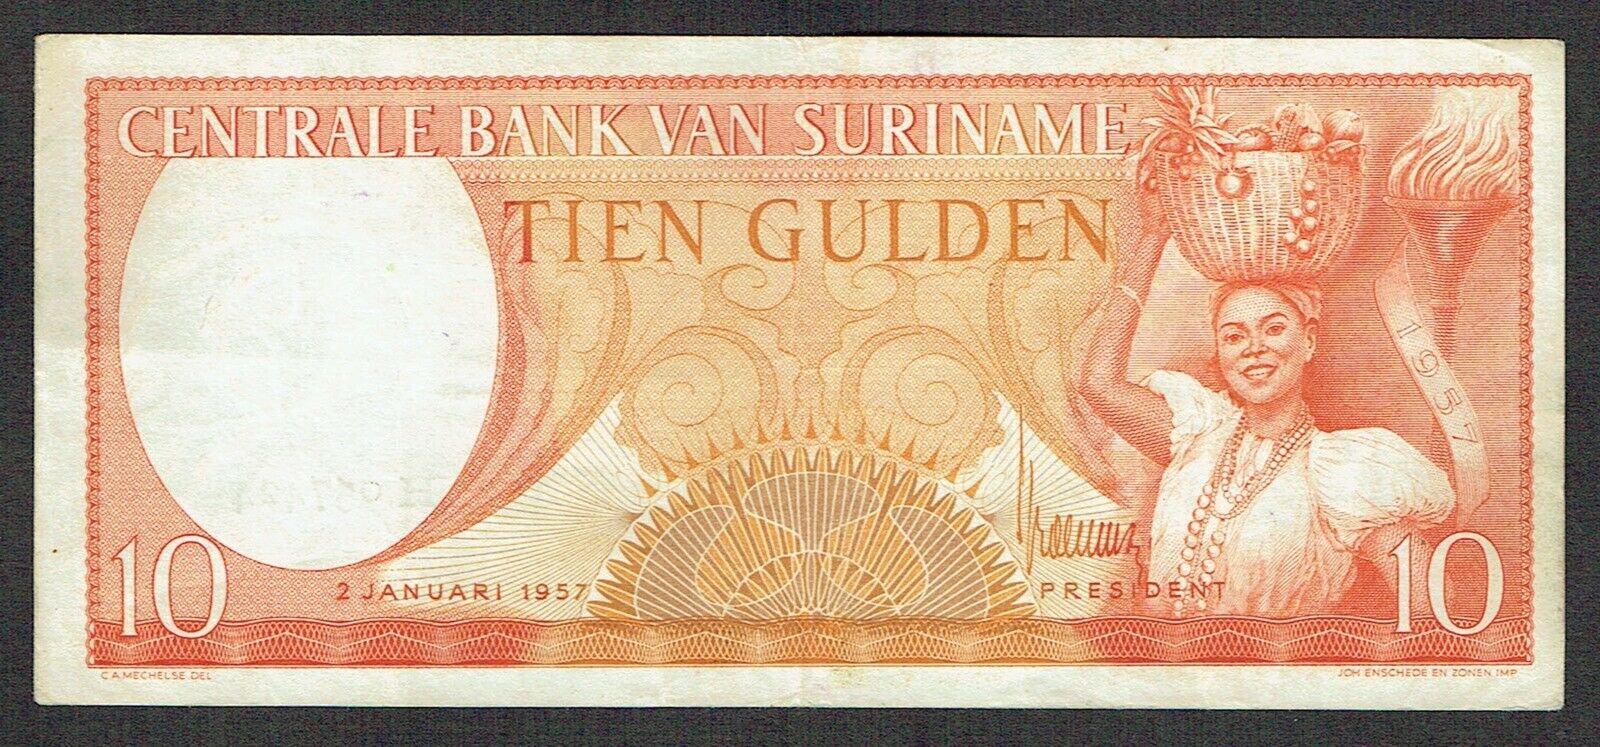 CENTRALE BANK VAN SURINAME
TIEN GULDEN
1957
10
2 JANUARI 1957
PRESIDENT
10
C.A.MECHELSE DEL
JOH ENSCHEDE EN ZONEN IMP